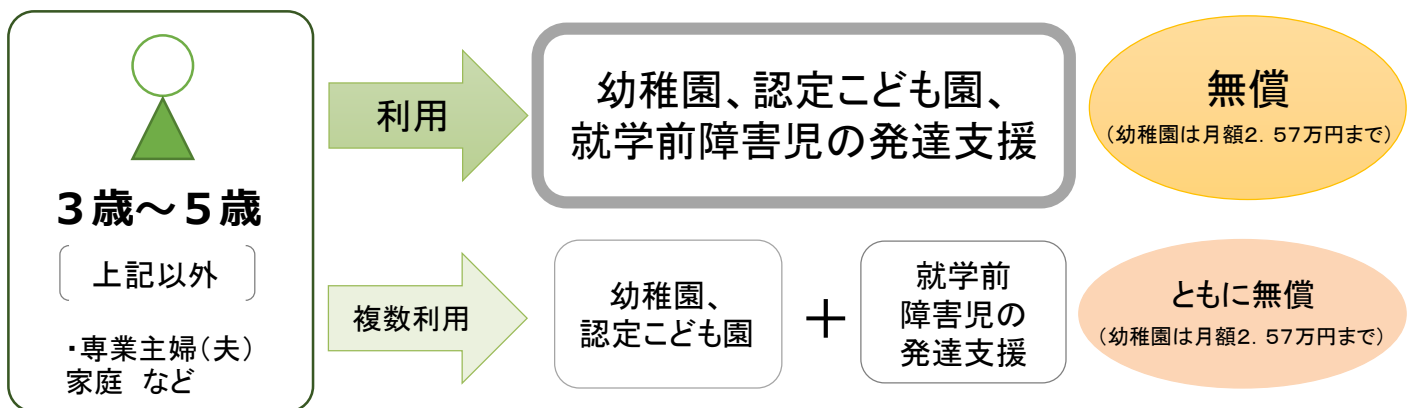 ３歳～５歳
上記以外
・専業主婦（夫）
家庭　など
利用
幼稚園、認定こども園、
就学前障害児の発達支援
無償
（幼稚園は月額２．５７万円まで）
複数利用
幼稚園、
認定こども園
＋
就学前
障害児の
発達支援
ともに無償
（幼稚園は月額２．５７万円まで）